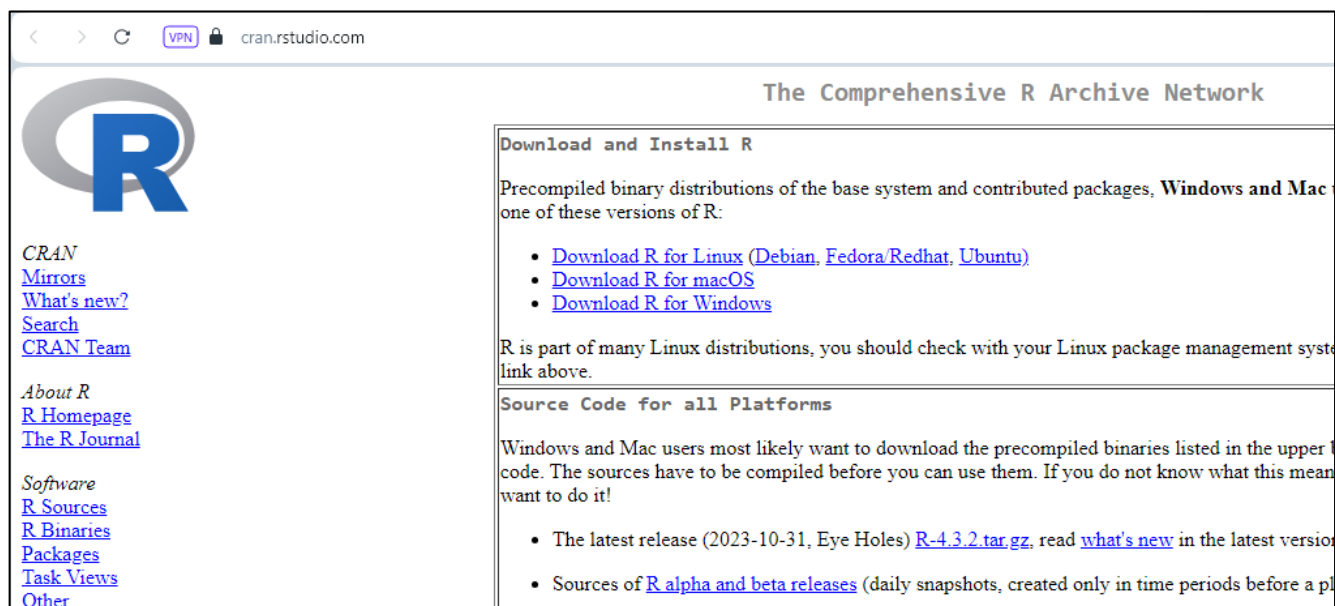 VPN cran.rstudio.com
R
CRAN
Mirrors
What's new?
Search
CRAN Team
About R
R Homepage
The R Journal
Software
R Sources
R Binaries
Packages
Task Views
Other
The Comprehensive R Archive Network
Download and Install R
Precompiled binary distributions of the base system and contributed packages, Windows and Mac
one of these versions of R:
• Download R for Linux (Debian, Fedora/Redhat, Ubuntu)
• Download R for macOS
• Download R for Windows
R is part of many Linux distributions, you should check with your Linux package management syste
link above.
Source Code for all Platforms
Windows and Mac users most likely want to download the precompiled binaries listed in the upper
code. The sources have to be compiled before you can use them. If you do not know what this mean
want to do it!
• The latest release (2023-10-31, Eye Holes) R-4.3.2.tar.gz, read what's new in the latest version
• Sources of R alpha and beta releases (daily snapshots, created only in time periods before a pl